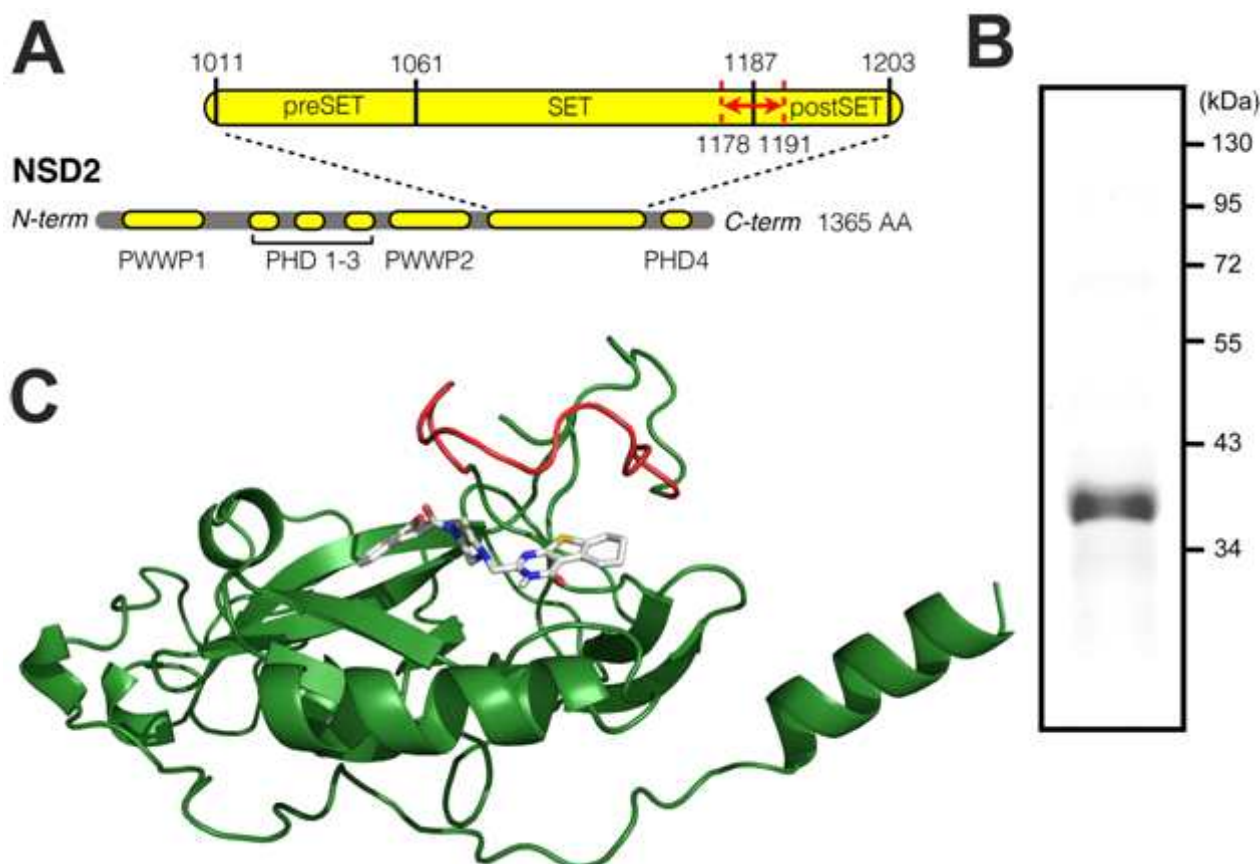 A
1011 1061 1187 1203
preSET SET postSET
1178 1191
NSD2
N-term C-term 1365 AA
PWWP1 PHD 1-3 PWWP2 PHD4
B
(kDa)
130
95
72
55
43
34
C